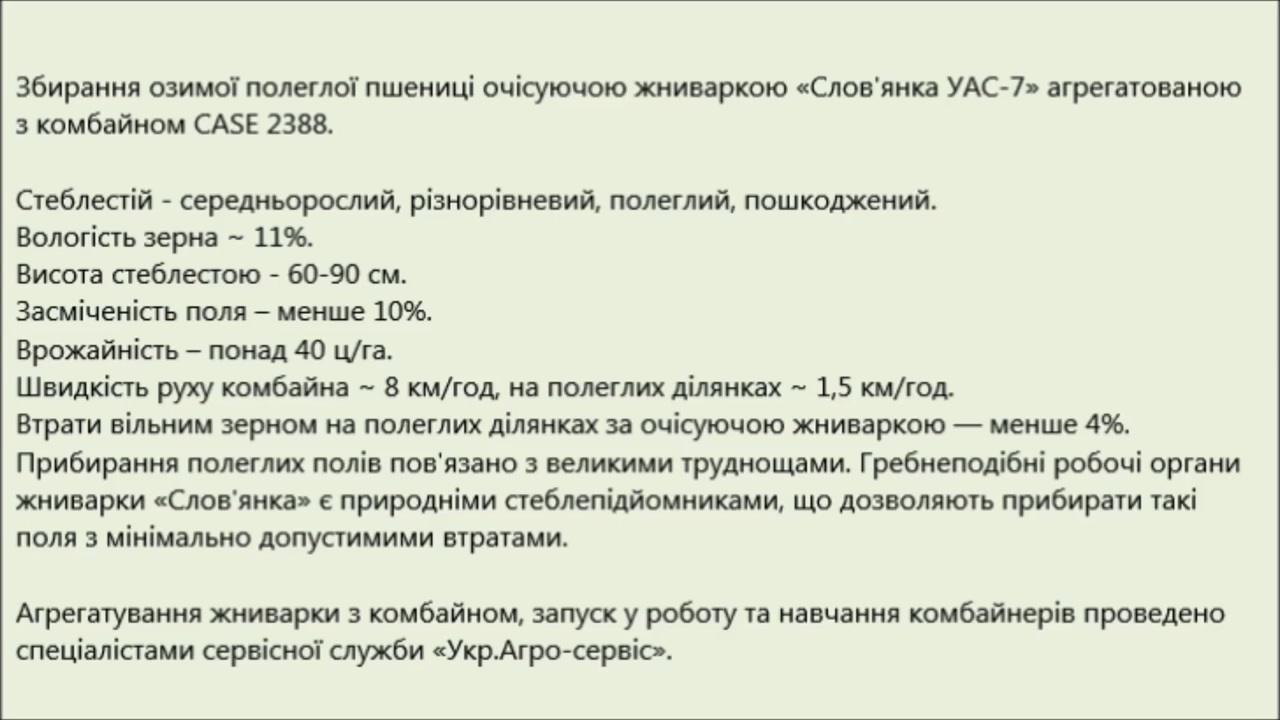 Збирання озимої полеглої пшениці очісуючою жниваркою «Слов'янка УАС-7» агрегатованою
з комбайном CASE 2388.
Стеблестій - середньорослий, різнорівневий, полеглий, пошкоджений.
Вологість зерна ~ 11%.
Висота стеблестою - 60-90 см.
Засміченість поля – менше 10%.
Врожайність – понад 40 ц/га.
Швидкість руху комбайна ~ 8 км/год, на полеглих ділянках ~ 1,5 км/год.
Втрати вільним зерном на полеглих ділянках за очісуючою жниваркою — менше 4%.
Прибирання полеглих полів пов'язано з великими труднощами. Гребнеподібні робочі органи
жниварки «Слов'янка» є природніми стеблепідйомниками, що дозволяють прибирати такі
поля з мінімально допустимими втратами.
Агрегатування жниварки з комбайном, запуск у роботу та навчання комбайнерів проведено
спеціалістами сервісної служби «Укр.Агро-сервіс».